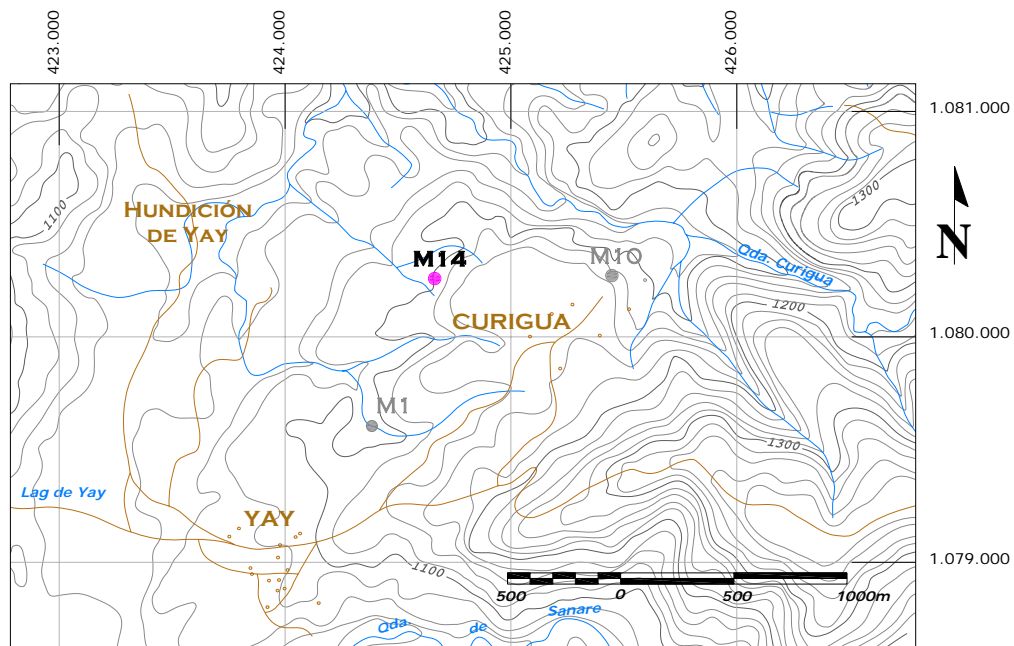 423.000
424.000
425.000
426.000
1.081.000
1100
HUNDICIÓN
DE YAY
1300
M14
M10
Qda. Curigua
N
1200
CURIGUA
1.080.000
M1
1300
Lag de Yay
YAY
1100
1.079.000
500
0
500
1000m
Qda. de Sanare